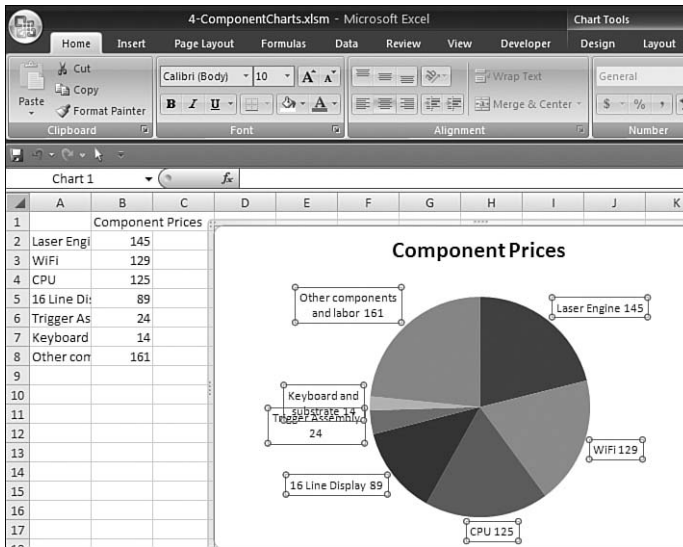 4-ComponentCharts.xlsm - Microsoft Excel
Chart Tools
Home Insert Page Layout Formulas Data Review View Developer Design Layout
Cut
Copy
Format Painter
Paste
Clipboard
Calibri (Body) 10 A A
B I U A
Font
Wrap Text
Merge & Center
Alignment
General
$ % ,
Number
Chart 1 fx
A B C D E F G H I J K
1 Component Prices
2 Laser Engi 145
3 WiFi 129
4 CPU 125
5 16 Line Di 89
6 Trigger As 24
7 Keyboard 14
8 Other com 161
9
10
11
12
13
14
15
16
17
Component Prices
Other components
and labor 161
Laser Engine 145
Keyboard and
substrate 14
Trigger Assembly
24
WiFi 129
16 Line Display 89
CPU 125